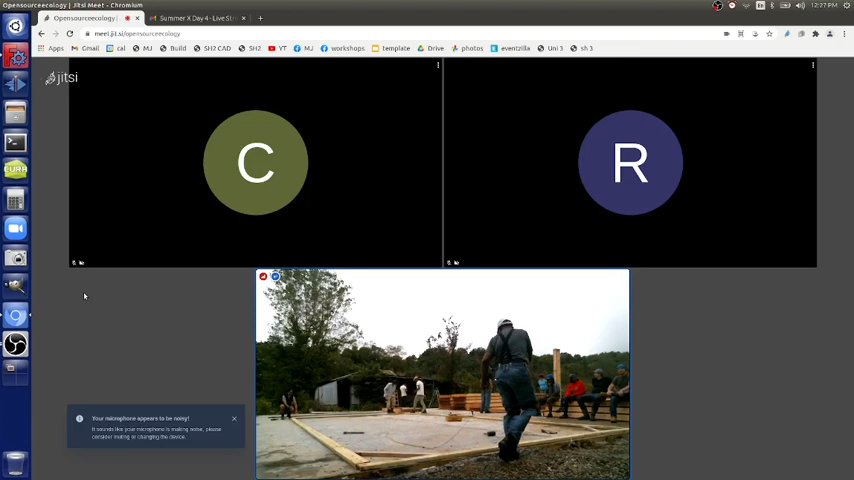 Opensourceecology | Jitsi Meet - Chromium
12:27 PM
Opensourceecology
Summer X Day 4 - Live St
meet.jit.si/opensourceecology
Apps
Gmail
cal
MJ
Build
SH2 CAD
SH2
YT
MJ
workshops
template
Drive
photos
eventzilla
Uni 3
sh 3
jitsi
C
R
CURA
Your microphone appears to be noisy!
It sounds like your microphone is making noise, please
consider muting or changing the device.